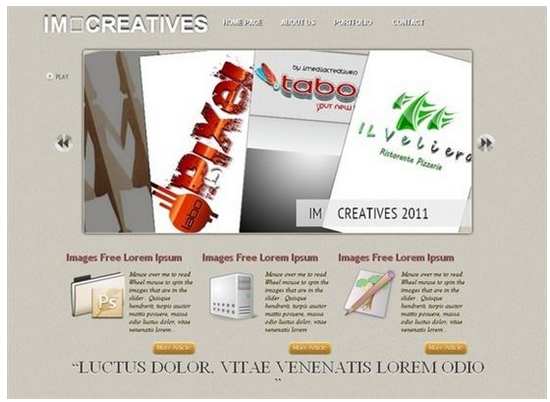 IM□CREATIVES
HOME PAGE ABOUT US PORTFOLIO CONTACT
PLAY
pixel
labo
by imediacreatived
tabo
your new!
IL Veliero
Ristorante Pizzeria
IM CREATIVES 2011
Images Free Lorem Ipsum
Mouse over me to read
Wheel mouse to spin the
images that are in the
slider . Quisque
hendrerit, turpis auctor
mattis posuere, massa
odio luctus dolor, vitae
venenatis lorem
More Article
Images Free Lorem Ipsum
Mouse over me to read
Wheel mouse to spin the
images that are in the
slider . Quisque
hendrerit, turpis auctor
mattis posuere, massa
odio luctus dolor, vitae
venenatis lorem
More Article
Images Free Lorem Ipsum
Mouse over me to read
Wheel mouse to spin the
images that are in the
slider . Quisque
hendrerit, turpis auctor
mattis posuere, massa
odio luctus dolor, vitae
venenatis lorem
More Article
Ps
“LUCTUS DOLOR, VITAE VENENATIS LOREM ODIO
”